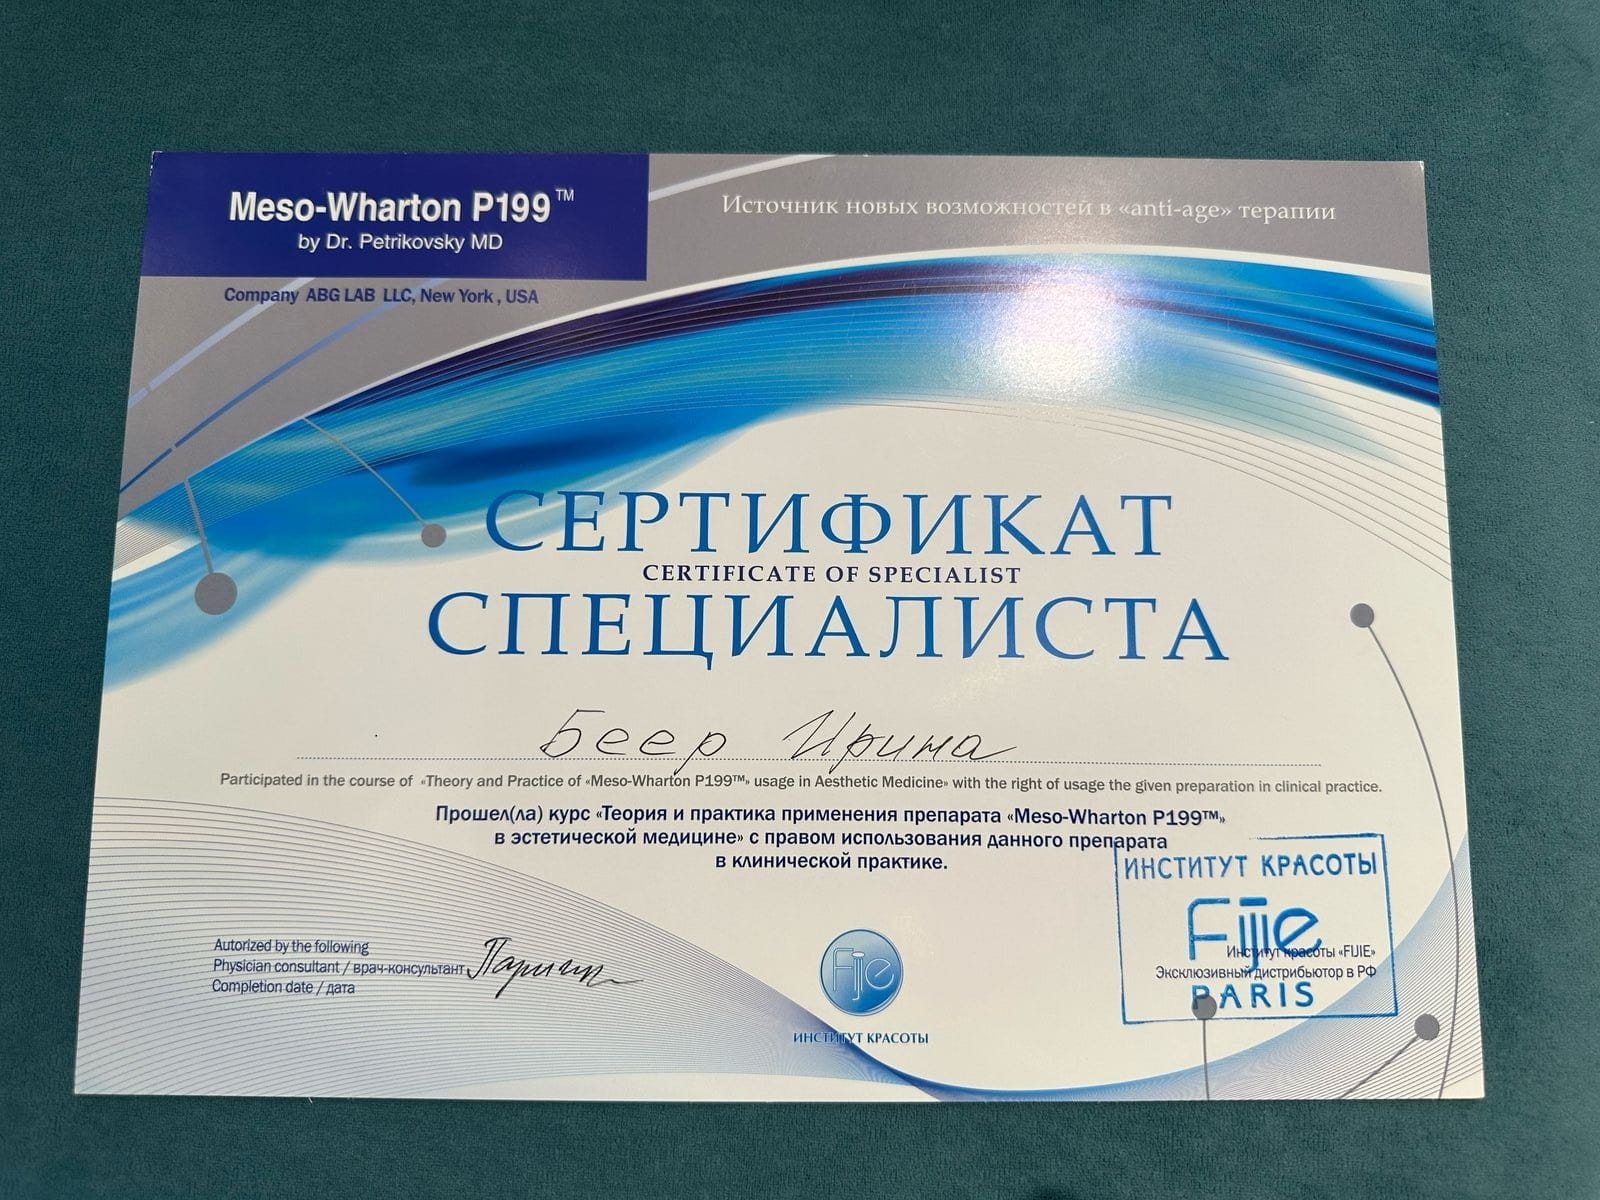 Meso-Wharton P199™
by Dr. Petrikovsky MD
Company ABG LAB LLC, New York, USA
Источник новых возможностей в «anti-age» терапии
СЕРТИФИКАТ
CERTIFICATE OF SPECIALIST
СПЕЦИАЛИСТА
Беер Ирина
Participated in the course of «Theory and Practice of «Meso-Wharton P199™» usage in Aesthetic Medicine» with the right of usage the given preparation in clinical practice.
Прошел(ла) курс «Теория и практика применения препарата «Meso-Wharton P199™»
в эстетической медицине» с правом использования данного препарата
в клинической практике.
Autorized by the following
Physician consultant / врач-консультант
Completion date / дата
Fijie
ИНСТИТУТ КРАСОТЫ
ИНСТИТУТ КРАСОТЫ
Fijie
Институт красоты «FIJIE»
Эксклюзивный дистрибьютор в РФ
PARIS